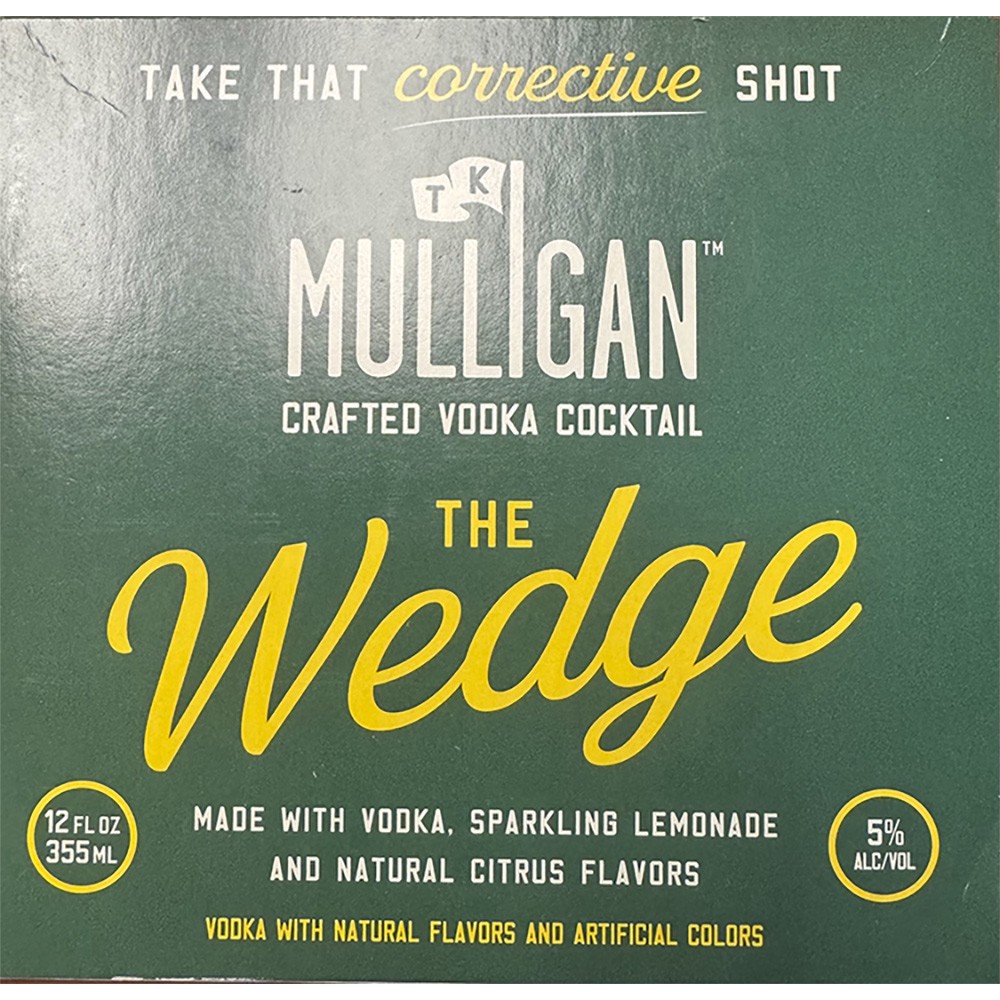 TAKE THAT corrective SHOT
TK
MULLIGAN™
CRAFTED VODKA COCKTAIL
THE
Wedge
12 FL OZ
355 ML
MADE WITH VODKA, SPARKLING LEMONADE
AND NATURAL CITRUS FLAVORS
5%
ALC/VOL
VODKA WITH NATURAL FLAVORS AND ARTIFICIAL COLORS